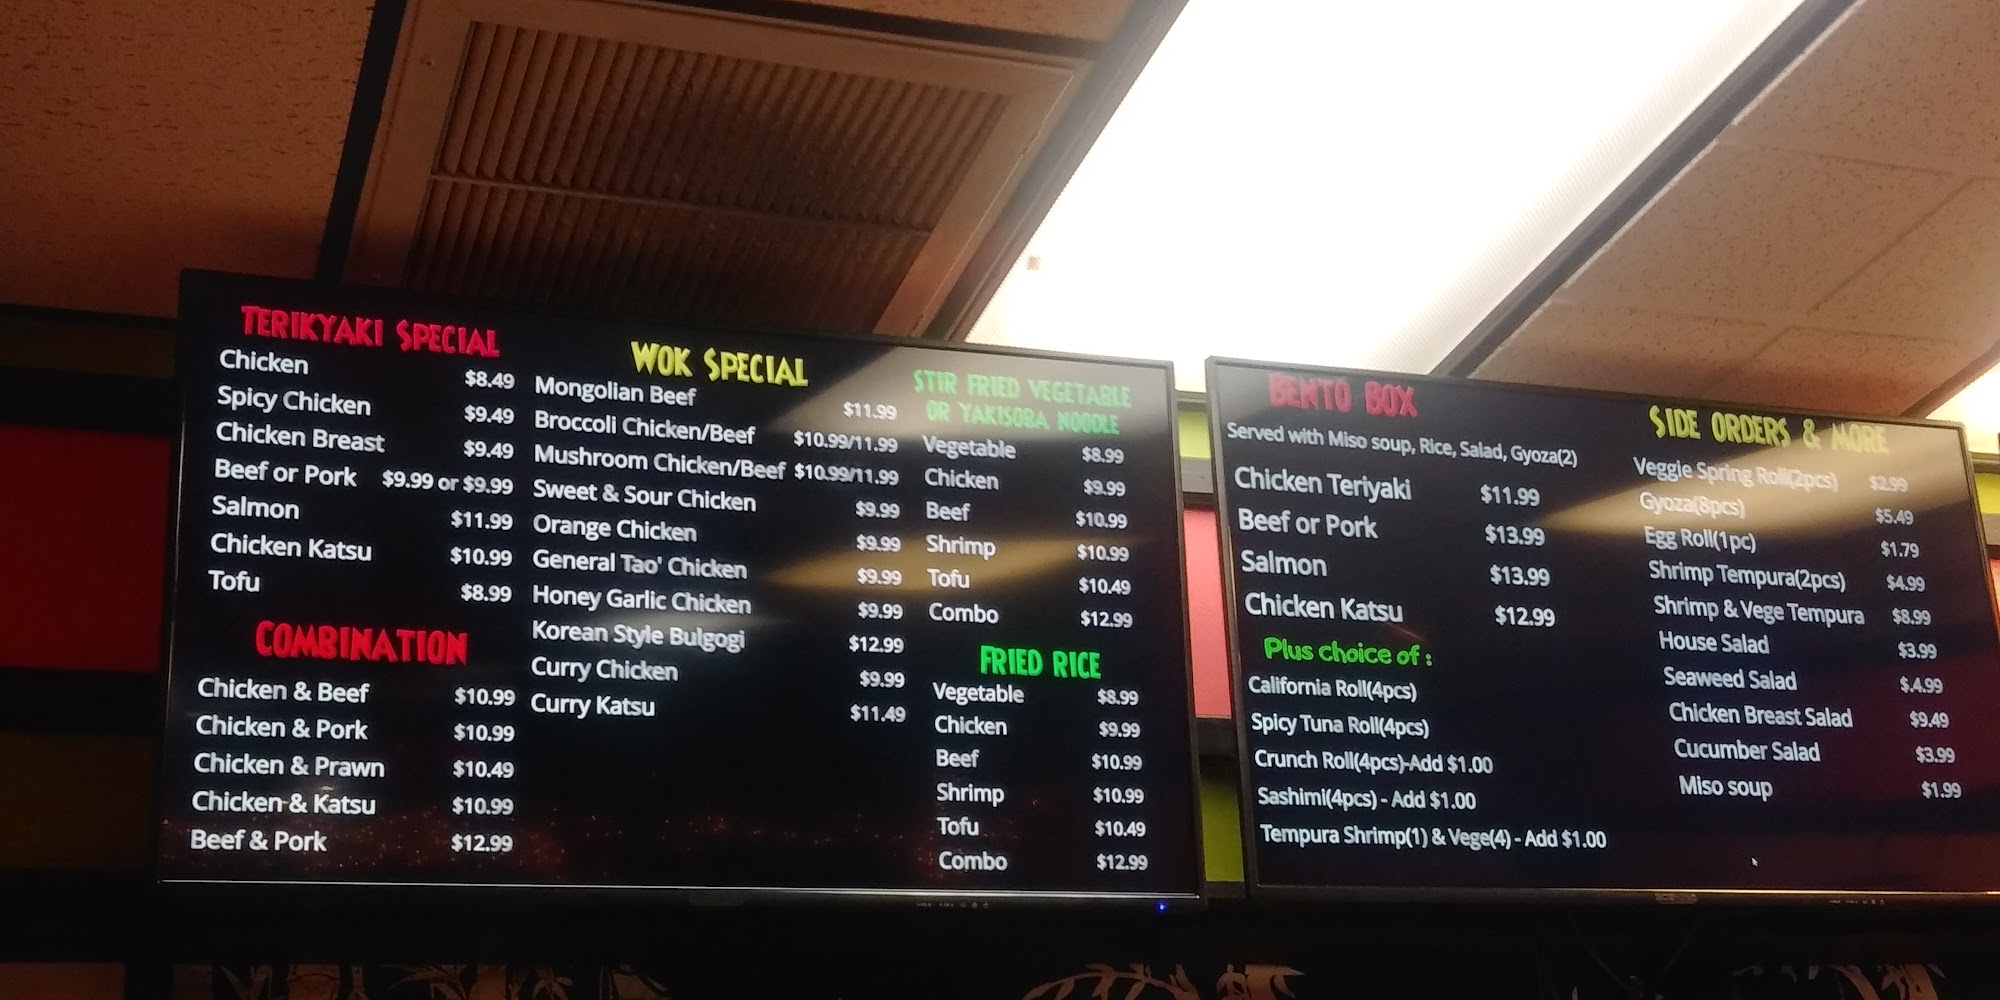 TERIKYAKI SPECIAL
Chicken $8.49
Spicy Chicken $9.49
Chicken Breast $9.49
Beef or Pork $9.99 or $9.99
Salmon $11.99
Chicken Katsu $10.99
Tofu $8.99
COMBINATION
Chicken & Beef $10.99
Chicken & Pork $10.99
Chicken & Prawn $10.49
Chicken & Katsu $10.99
Beef & Pork $12.99
WOK SPECIAL
Mongolian Beef $11.99
Broccoli Chicken/Beef $10.99/11.99
Mushroom Chicken/Beef $10.99/11.99
Sweet & Sour Chicken $9.99
Orange Chicken $9.99
General Tao' Chicken $9.99
Honey Garlic Chicken $9.99
Korean Style Bulgogi $12.99
Curry Chicken $9.99
Curry Katsu $11.49
STIR FRIED VEGETABLE
OR YAKISOBA NOODLE
Vegetable $8.99
Chicken $9.99
Beef $10.99
Shrimp $10.99
Tofu $10.49
Combo $12.99
FRIED RICE
Vegetable $8.99
Chicken $9.99
Beef $10.99
Shrimp $10.99
Tofu $10.49
Combo $12.99
BENTO BOX
Served with Miso soup, Rice, Salad, Gyoza(2)
Chicken Teriyaki $11.99
Beef or Pork $13.99
Salmon $13.99
Chicken Katsu $12.99
Plus choice of :
California Roll(4pcs)
Spicy Tuna Roll(4pcs)
Crunch Roll(4pcs)-Add $1.00
Sashimi(4pcs) - Add $1.00
Tempura Shrimp(1) & Vege(4) - Add $1.00
SIDE ORDERS & MORE
Veggie Spring Roll(2pcs) $2.99
Gyoza(8pcs) $5.49
Egg Roll(1pc) $1.79
Shrimp Tempura(2pcs) $4.99
Shrimp & Vege Tempura $8.99
House Salad $3.99
Seaweed Salad $.4.99
Chicken Breast Salad $9.49
Cucumber Salad $3.99
Miso soup $1.99